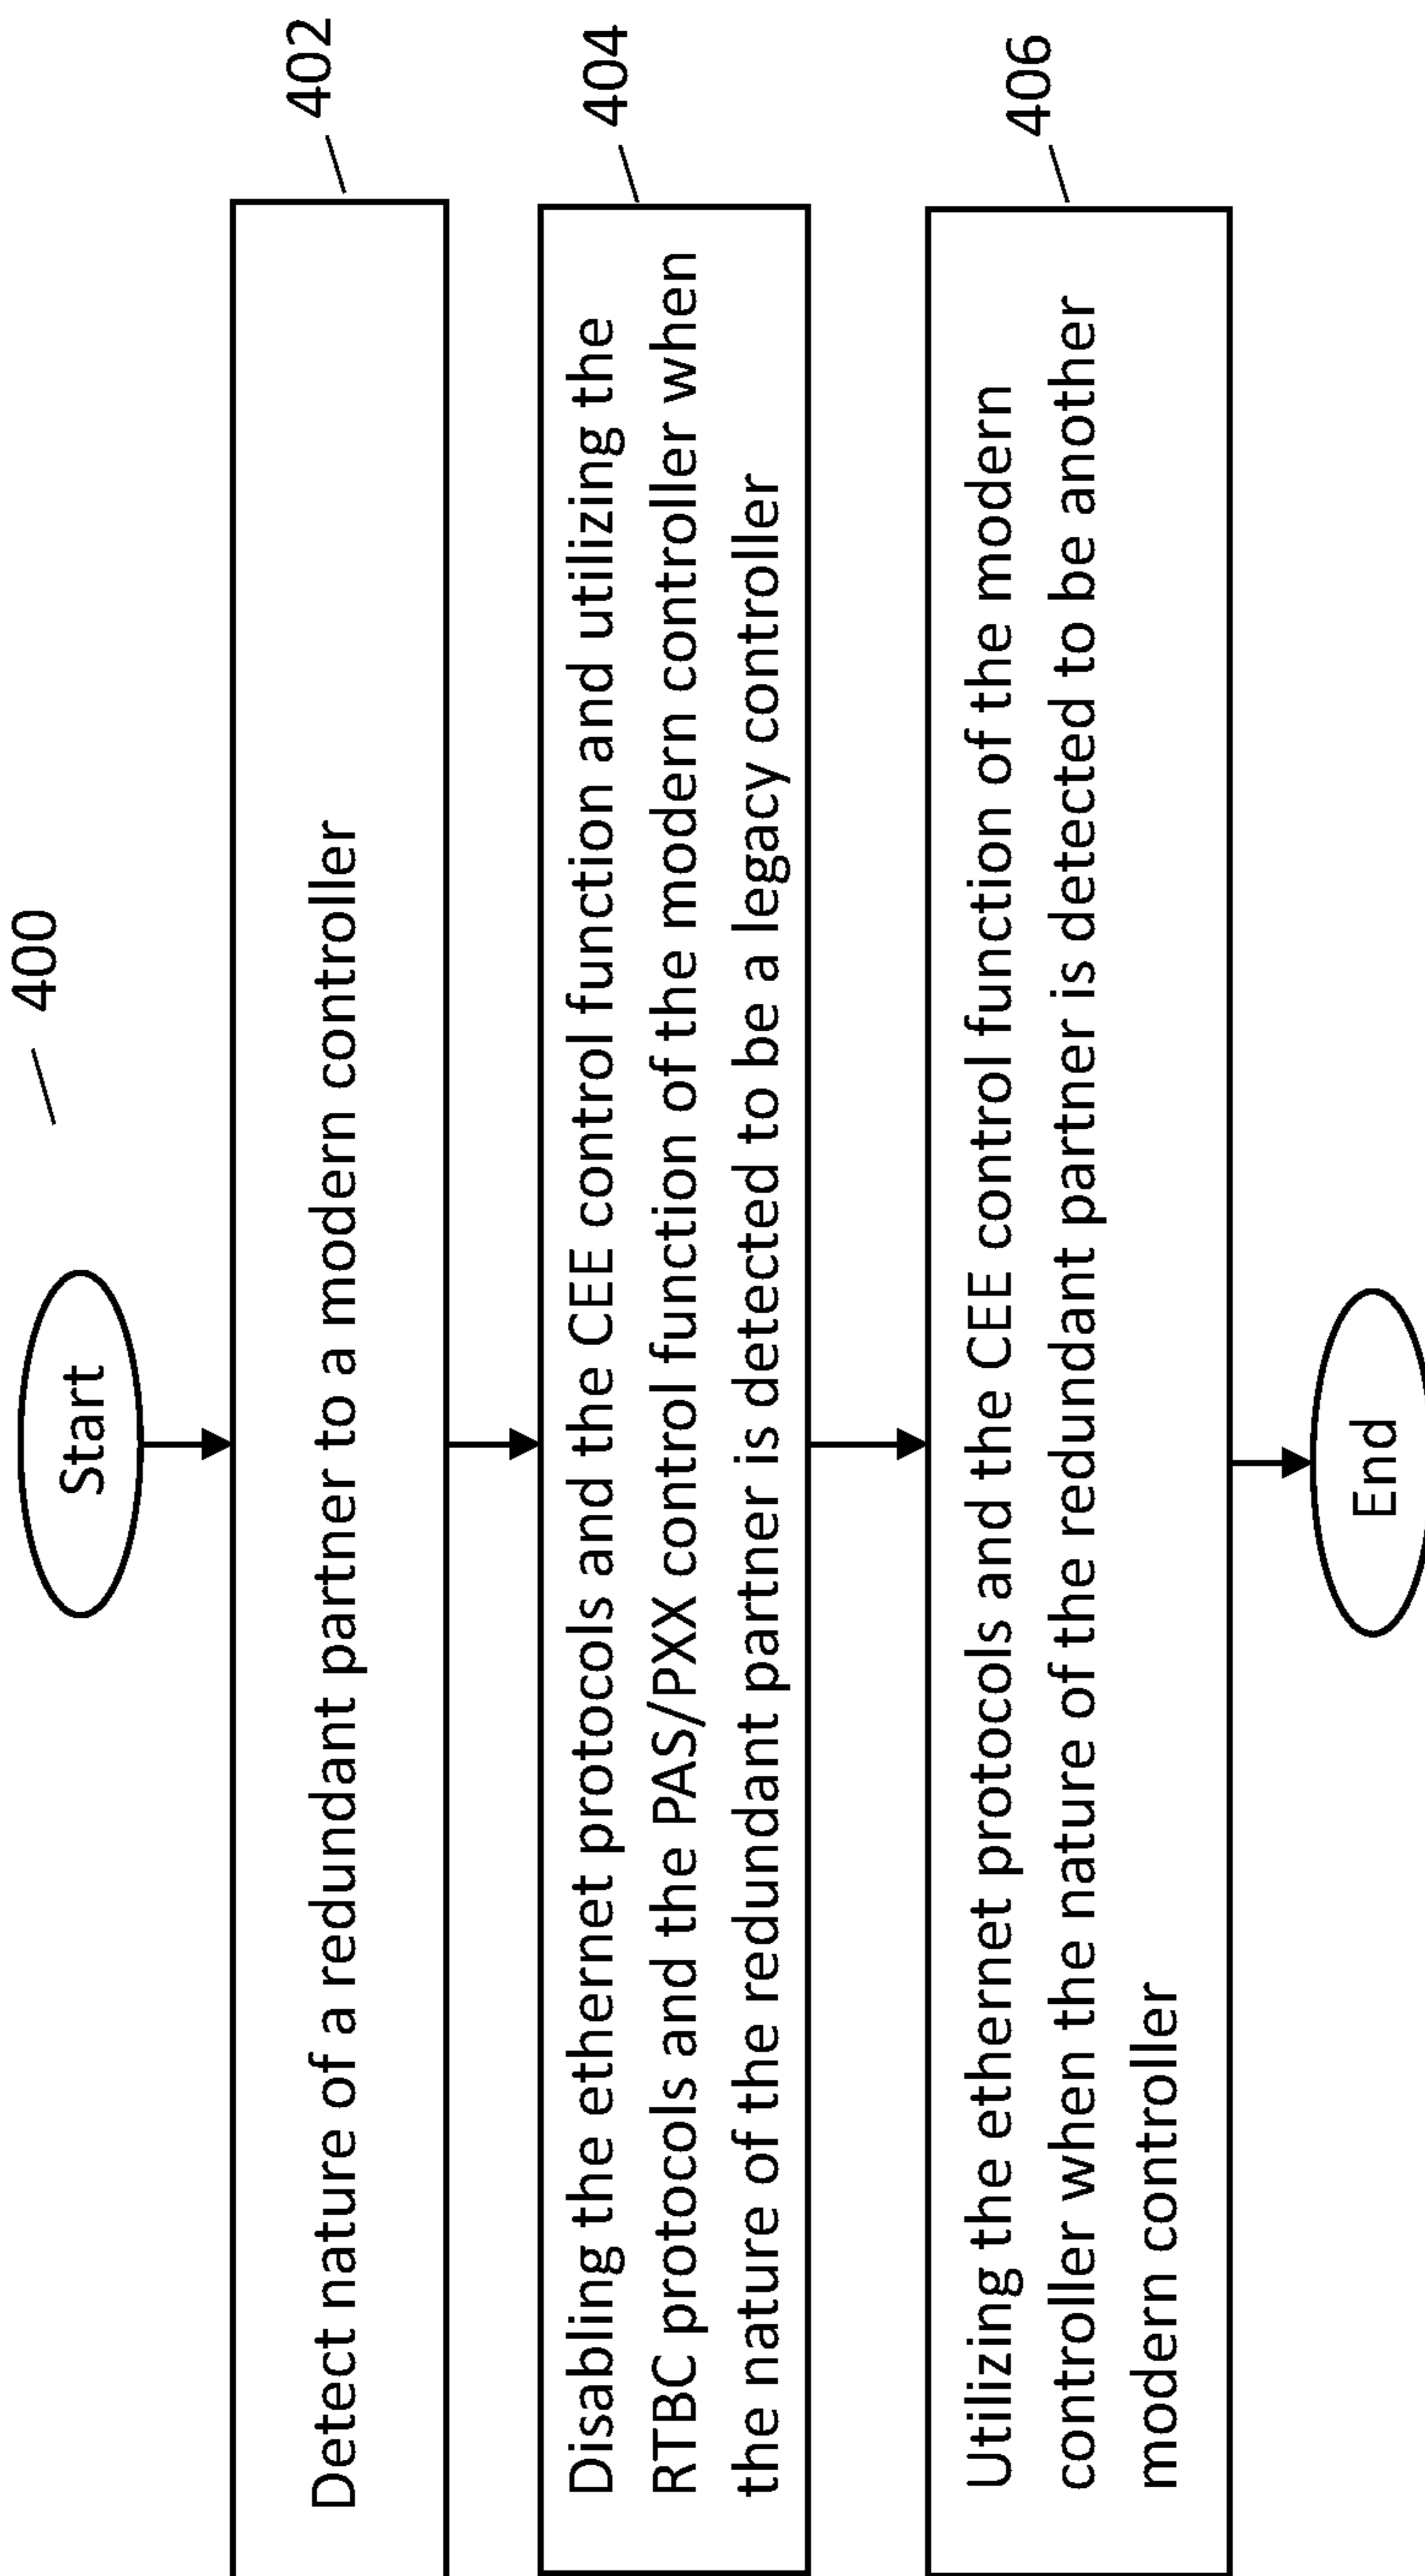 400
Start
402
Detect nature of a redundant partner to a modern controller
404
Disabling the ethernet protocols and the CEE control function and utilizing the
RTBC protocols and the PAS/PXX control function of the modern controller when
the nature of the redundant partner is detected to be a legacy controller
406
Utilizing the ethernet protocols and the CEE control function of the modern
controller when the nature of the redundant partner is detected to be another
modern controller
End